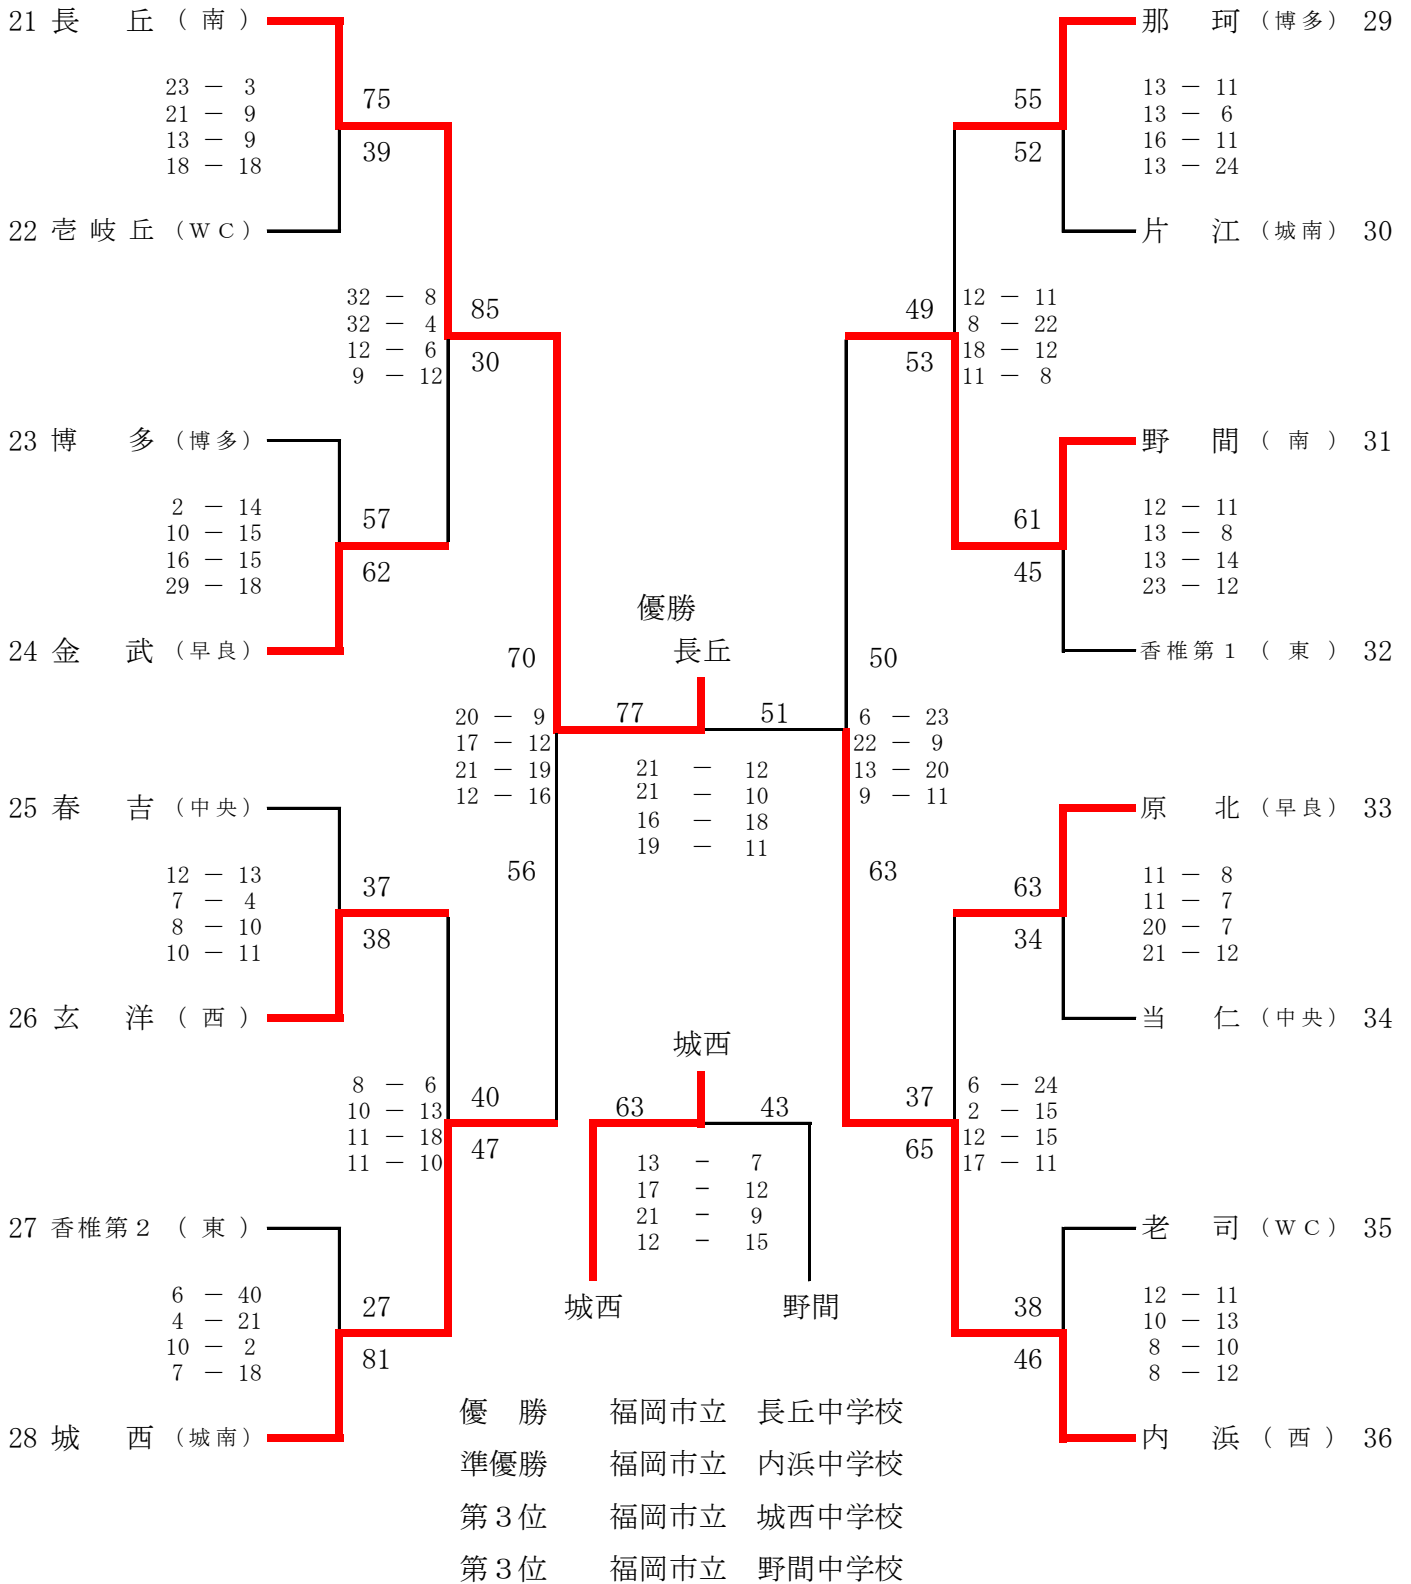 21 長 丘 （ 南 ）
那 珂 （博多） 29
23 － 3
21 － 9
13 － 9
18 － 18
75
39
55
52
13 － 11
13 － 6
16 － 11
13 － 24
22 壱 岐 丘 （ＷＣ）
片 江 （城南） 30
32 － 8
32 － 4
12 － 6
9 － 12
85
30
49
53
12 － 11
8 － 22
18 － 12
11 － 8
23 博 多 （博多）
野 間 （ 南 ） 31
2 － 14
10 － 15
16 － 15
29 － 18
57
62
61
45
12 － 11
13 － 8
13 － 14
23 － 12
24 金 武 （早良）
香椎第１ （ 東 ） 32
優勝
長丘
70
50
77
51
20 － 9
17 － 12
21 － 19
12 － 16
21 － 12
21 － 10
16 － 18
19 － 11
6 － 23
22 － 9
13 － 20
9 － 11
56
63
25 春 吉 （中央）
原 北 （早良） 33
12 － 13
7 － 4
8 － 10
10 － 11
37
38
63
34
11 － 8
11 － 7
20 － 7
21 － 12
26 玄 洋 （ 西 ）
当 仁 （中央） 34
城西
63
43
8 － 6
10 － 13
11 － 18
11 － 10
40
47
37
65
6 － 24
2 － 15
12 － 15
17 － 11
13 － 7
17 － 12
21 － 9
12 － 15
城西
野間
27 香椎第２ （ 東 ）
老 司 （ＷＣ） 35
6 － 40
4 － 21
10 － 2
7 － 18
27
81
38
46
12 － 11
10 － 13
8 － 10
8 － 12
28 城 西 （城南）
内 浜 （ 西 ） 36
優 勝 福岡市立 長丘中学校
準優勝 福岡市立 内浜中学校
第３位 福岡市立 城西中学校
第３位 福岡市立 野間中学校